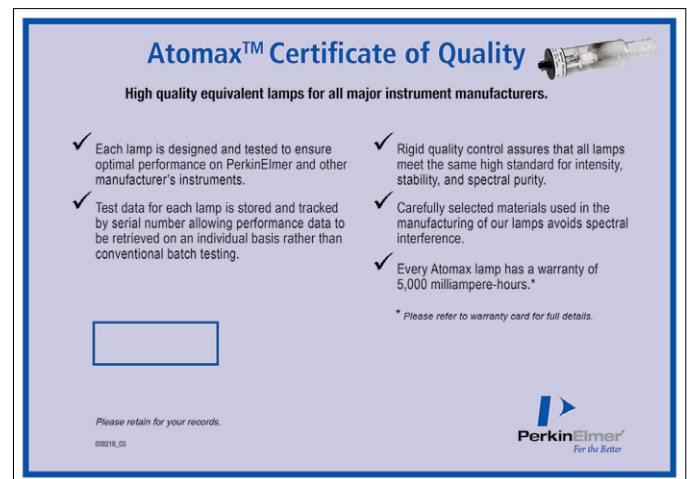 Atomax™ Certificate of Quality
High quality equivalent lamps for all major instrument manufacturers.
✓ Each lamp is designed and tested to ensure
optimal performance on PerkinElmer and other
manufacturer's instruments.
✓ Test data for each lamp is stored and tracked
by serial number allowing performance data to
be retrieved on an individual basis rather than
conventional batch testing.
✓ Rigid quality control assures that all lamps
meet the same high standard for intensity,
stability, and spectral purity.
✓ Carefully selected materials used in the
manufacturing of our lamps avoids spectral
interference.
✓ Every Atomax lamp has a warranty of
5,000 milliampere-hours.*
* Please refer to warranty card for full details.
Please retain for your records.
PerkinElmer®
For the Better